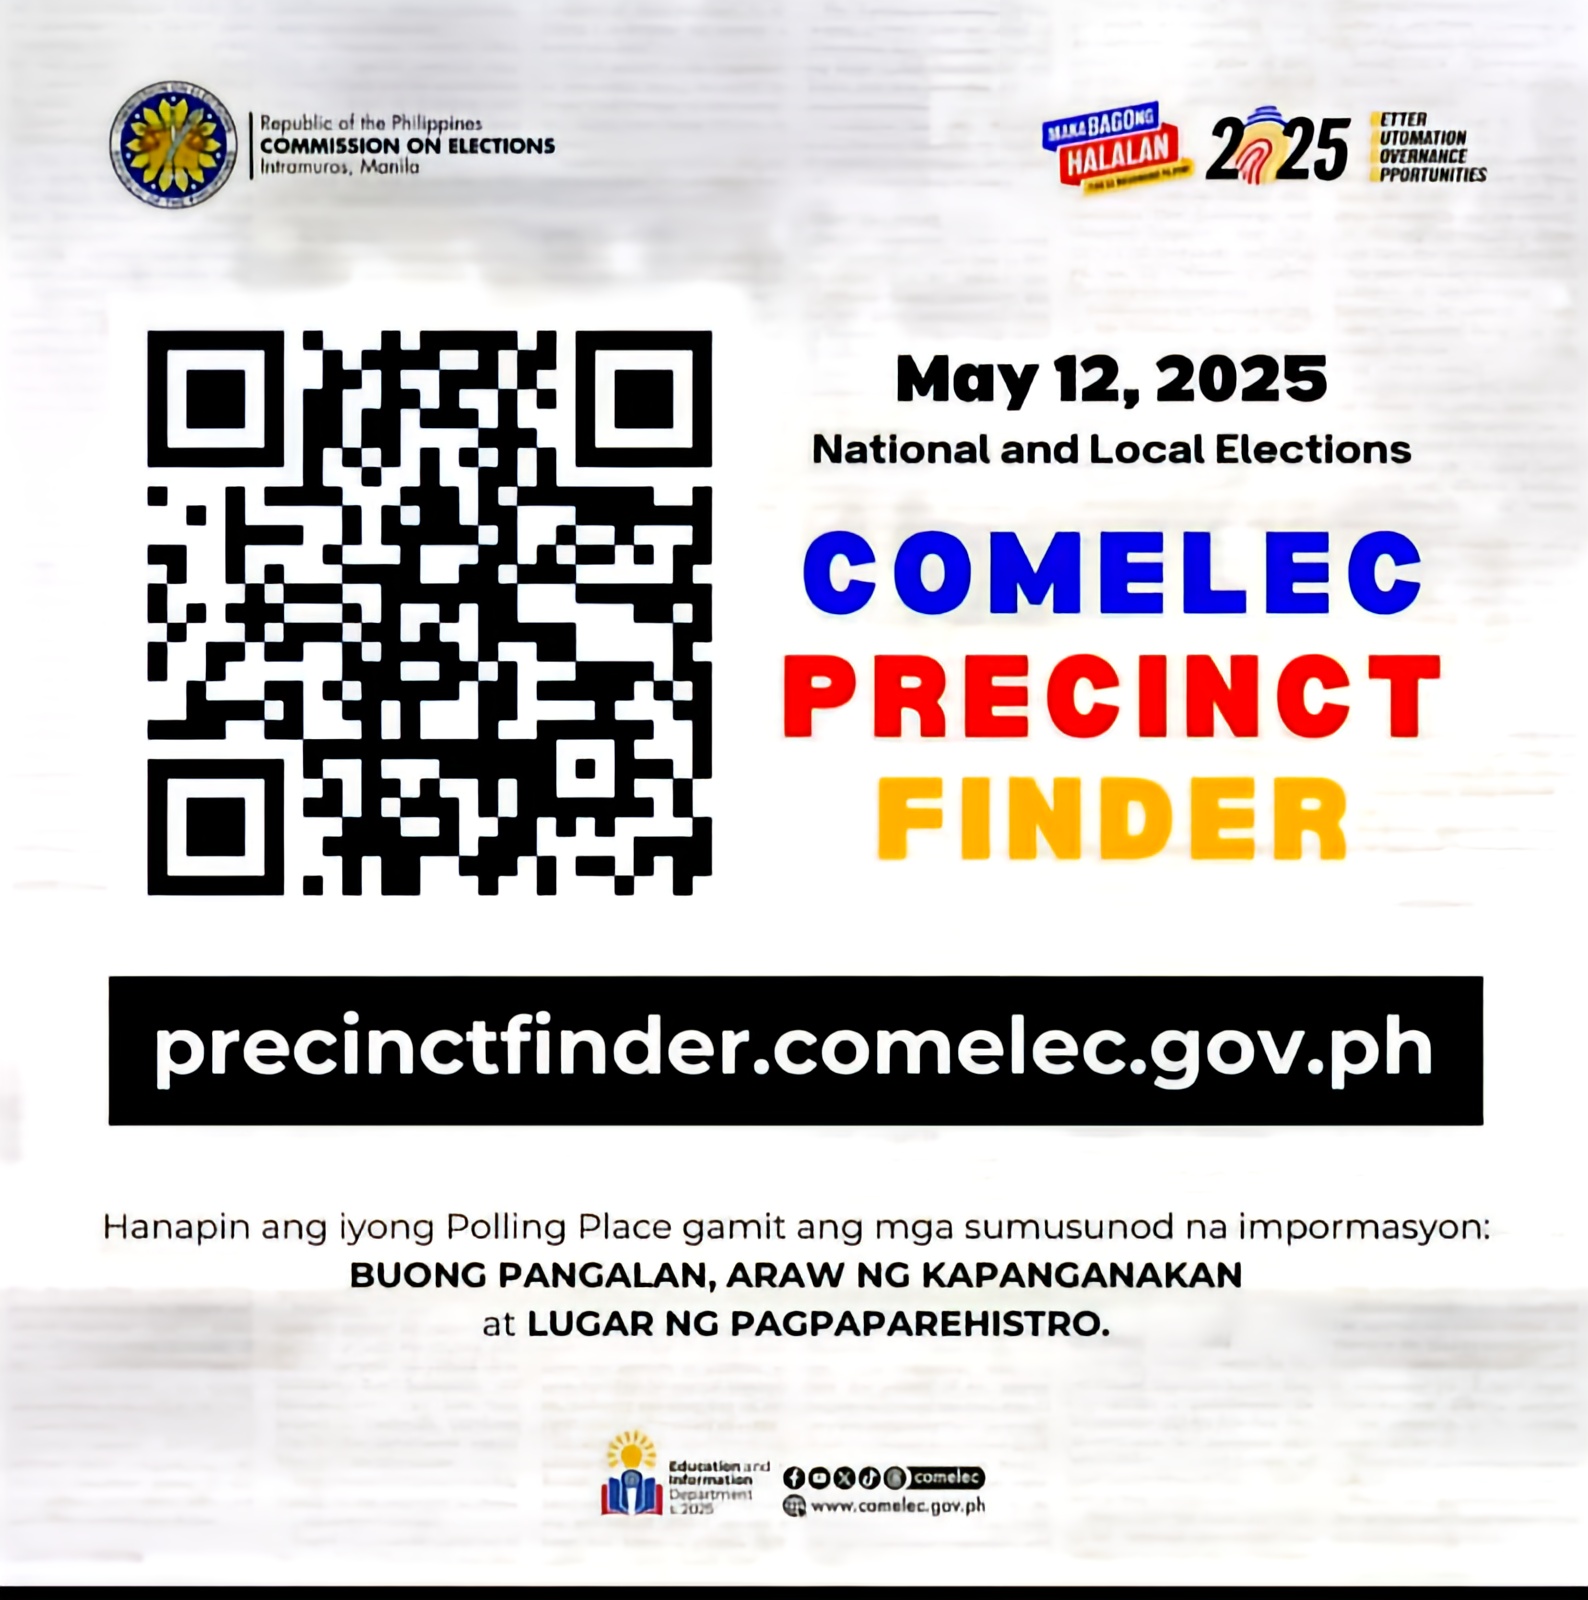 Republic of the Philippines
COMMISSION ON ELECTIONS
Intramuros, Manila
MAKABAGONG
HALALAN
2025
ETTER
UTOMATION
OVERNANCE
PPORTUNITIES
May 12, 2025
National and Local Elections
COMELEC
PRECINCT
FINDER
precinctfinder.comelec.gov.ph
Hanapin ang iyong Polling Place gamit ang mga sumusunod na impormasyon:
BUONG PANGALAN, ARAW NG KAPANGANAKAN
at LUGAR NG PAGPAPAREHISTRO.
Education and
Information
Department
2025
comelec
www.comelec.gov.ph